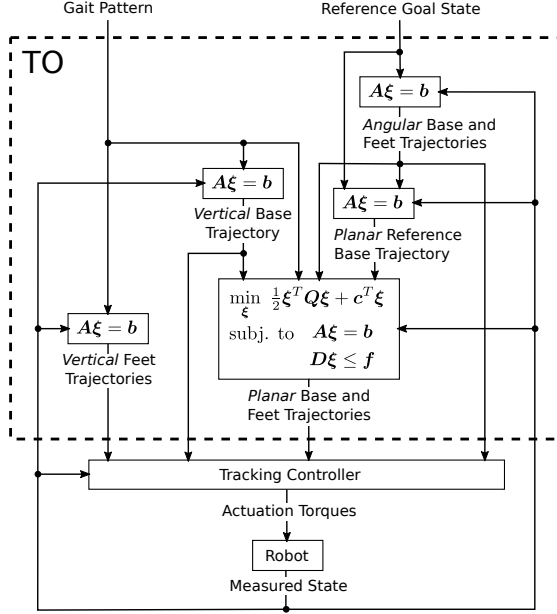 Gait Pattern
Reference Goal State
TO
Aξ = b
Angular Base and
Feet Trajectories
Aξ = b
Vertical Base
Trajectory
Aξ = b
Planar Reference
Base Trajectory
min ½ξᵀQξ + cᵀξ
ξ
subj. to Aξ = b
Dξ ≤ f
Aξ = b
Vertical Feet
Trajectories
Planar Base and
Feet Trajectories
Tracking Controller
Actuation Torques
Robot
Measured State